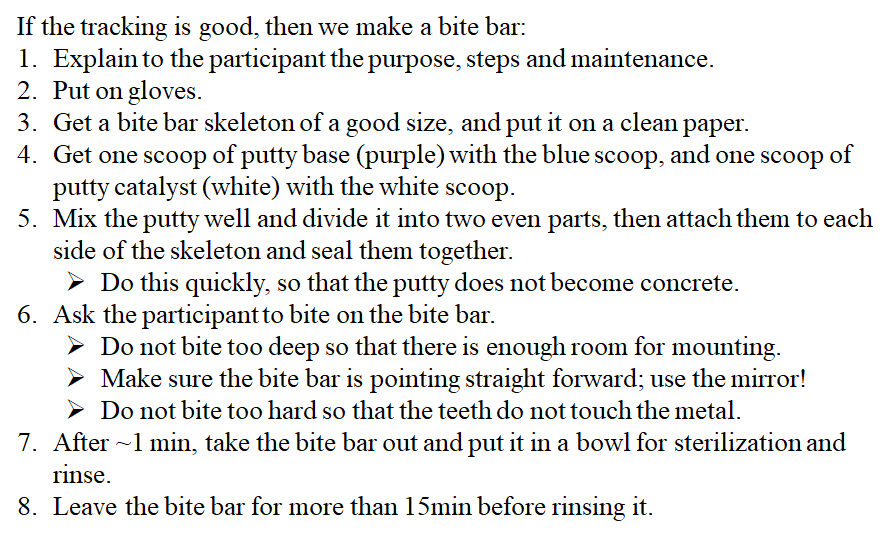 If the tracking is good, then we make a bite bar:
1. Explain to the participant the purpose, steps and maintenance.
2. Put on gloves.
3. Get a bite bar skeleton of a good size, and put it on a clean paper.
4. Get one scoop of putty base (purple) with the blue scoop, and one scoop of
putty catalyst (white) with the white scoop.
5. Mix the putty well and divide it into two even parts, then attach them to each
side of the skeleton and seal them together.
➢ Do this quickly, so that the putty does not become concrete.
6. Ask the participant to bite on the bite bar.
➢ Do not bite too deep so that there is enough room for mounting.
➢ Make sure the bite bar is pointing straight forward; use the mirror!
➢ Do not bite too hard so that the teeth do not touch the metal.
7. After ~1 min, take the bite bar out and put it in a bowl for sterilization and
rinse.
8. Leave the bite bar for more than 15min before rinsing it.